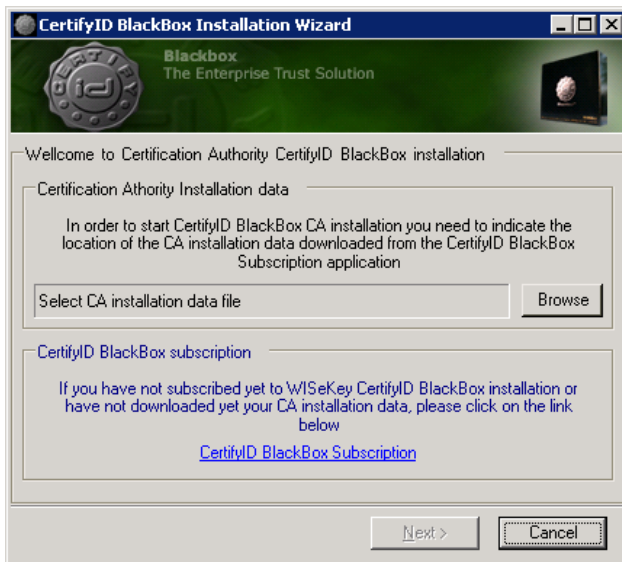 CertifyID BlackBox Installation Wizard
Blackbox
The Enterprise Trust Solution
CERTIFY
id
Wellcome to Certification Authority CertifyID BlackBox installation
Certification Athority Installation data
In order to start CertifyID BlackBox CA installation you need to indicate the
location of the CA installation data downloaded from the CertifyID BlackBox
Subscription application
Select CA installation data file
Browse
CertifyID BlackBox subscription
If you have not subscribed yet to WISeKey CertifyID BlackBox installation or
have not downloaded yet your CA installation data, please click on the link
below
CertifyID BlackBox Subscription
Next >
Cancel